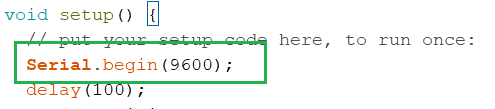 void setup() {
// put your setup code here, to run once:
Serial.begin(9600);
delay(100);